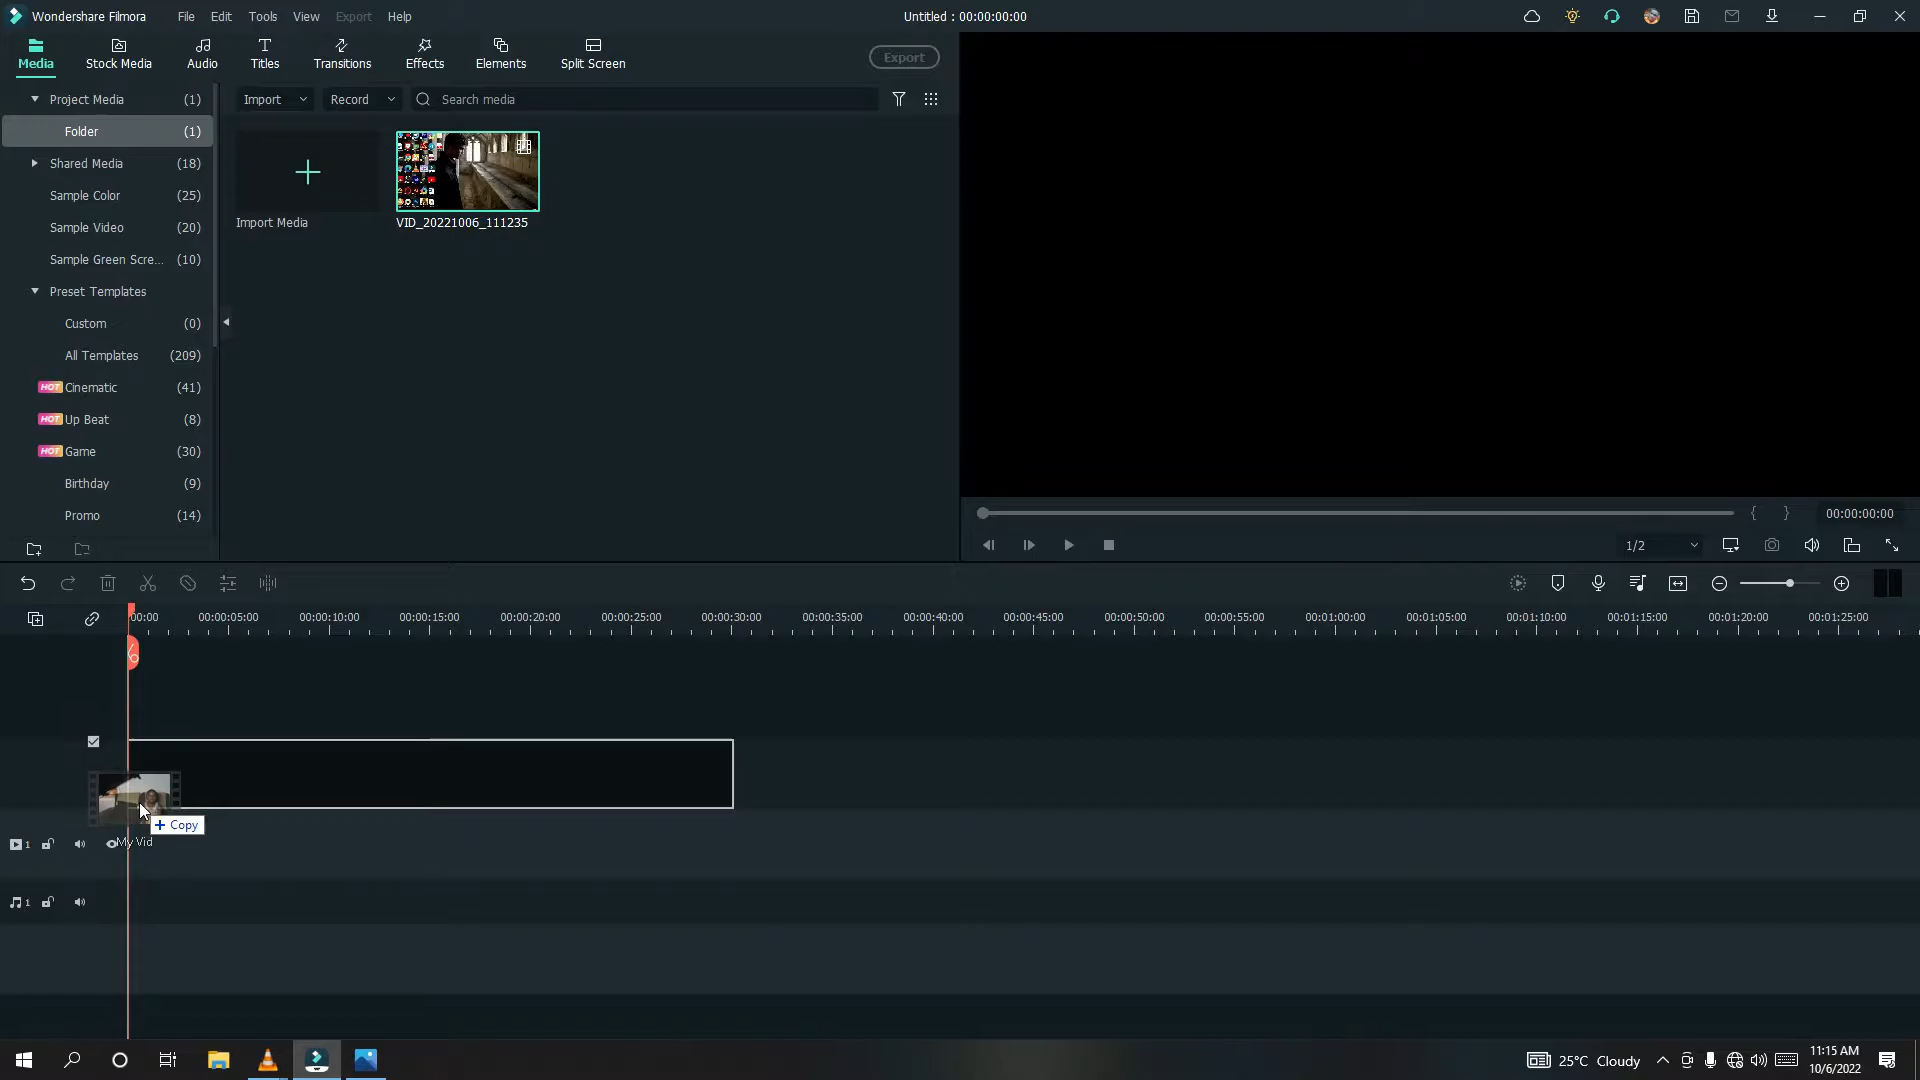 Wondershare Filmora File Edit Tools View Export Help
Untitled : 00:00:00:00
Media Stock Media Audio Titles Transitions Effects Elements Split Screen
Export
Project Media (1)
Folder (1)
Shared Media (18)
Sample Color (25)
Sample Video (20)
Sample Green Scre... (10)
Preset Templates
Custom (0)
All Templates (209)
HOT Cinematic (41)
HOT Up Beat (8)
HOT Game (30)
Birthday (9)
Promo (14)
Import Record Search media
Import Media VID_20221006_111235
{ } 00:00:00:00
1/2
00:00 00:00:05:00 00:00:10:00 00:00:15:00 00:00:20:00 00:00:25:00 00:00:30:00 00:00:35:00 00:00:40:00 00:00:45:00 00:00:50:00 00:00:55:00 00:01:00:00 00:01:05:00 00:01:10:00 00:01:15:00 00:01:20:00 00:01:25:00
+ Copy
1 My Vid
1
25°C Cloudy
11:15 AM
10/6/2022